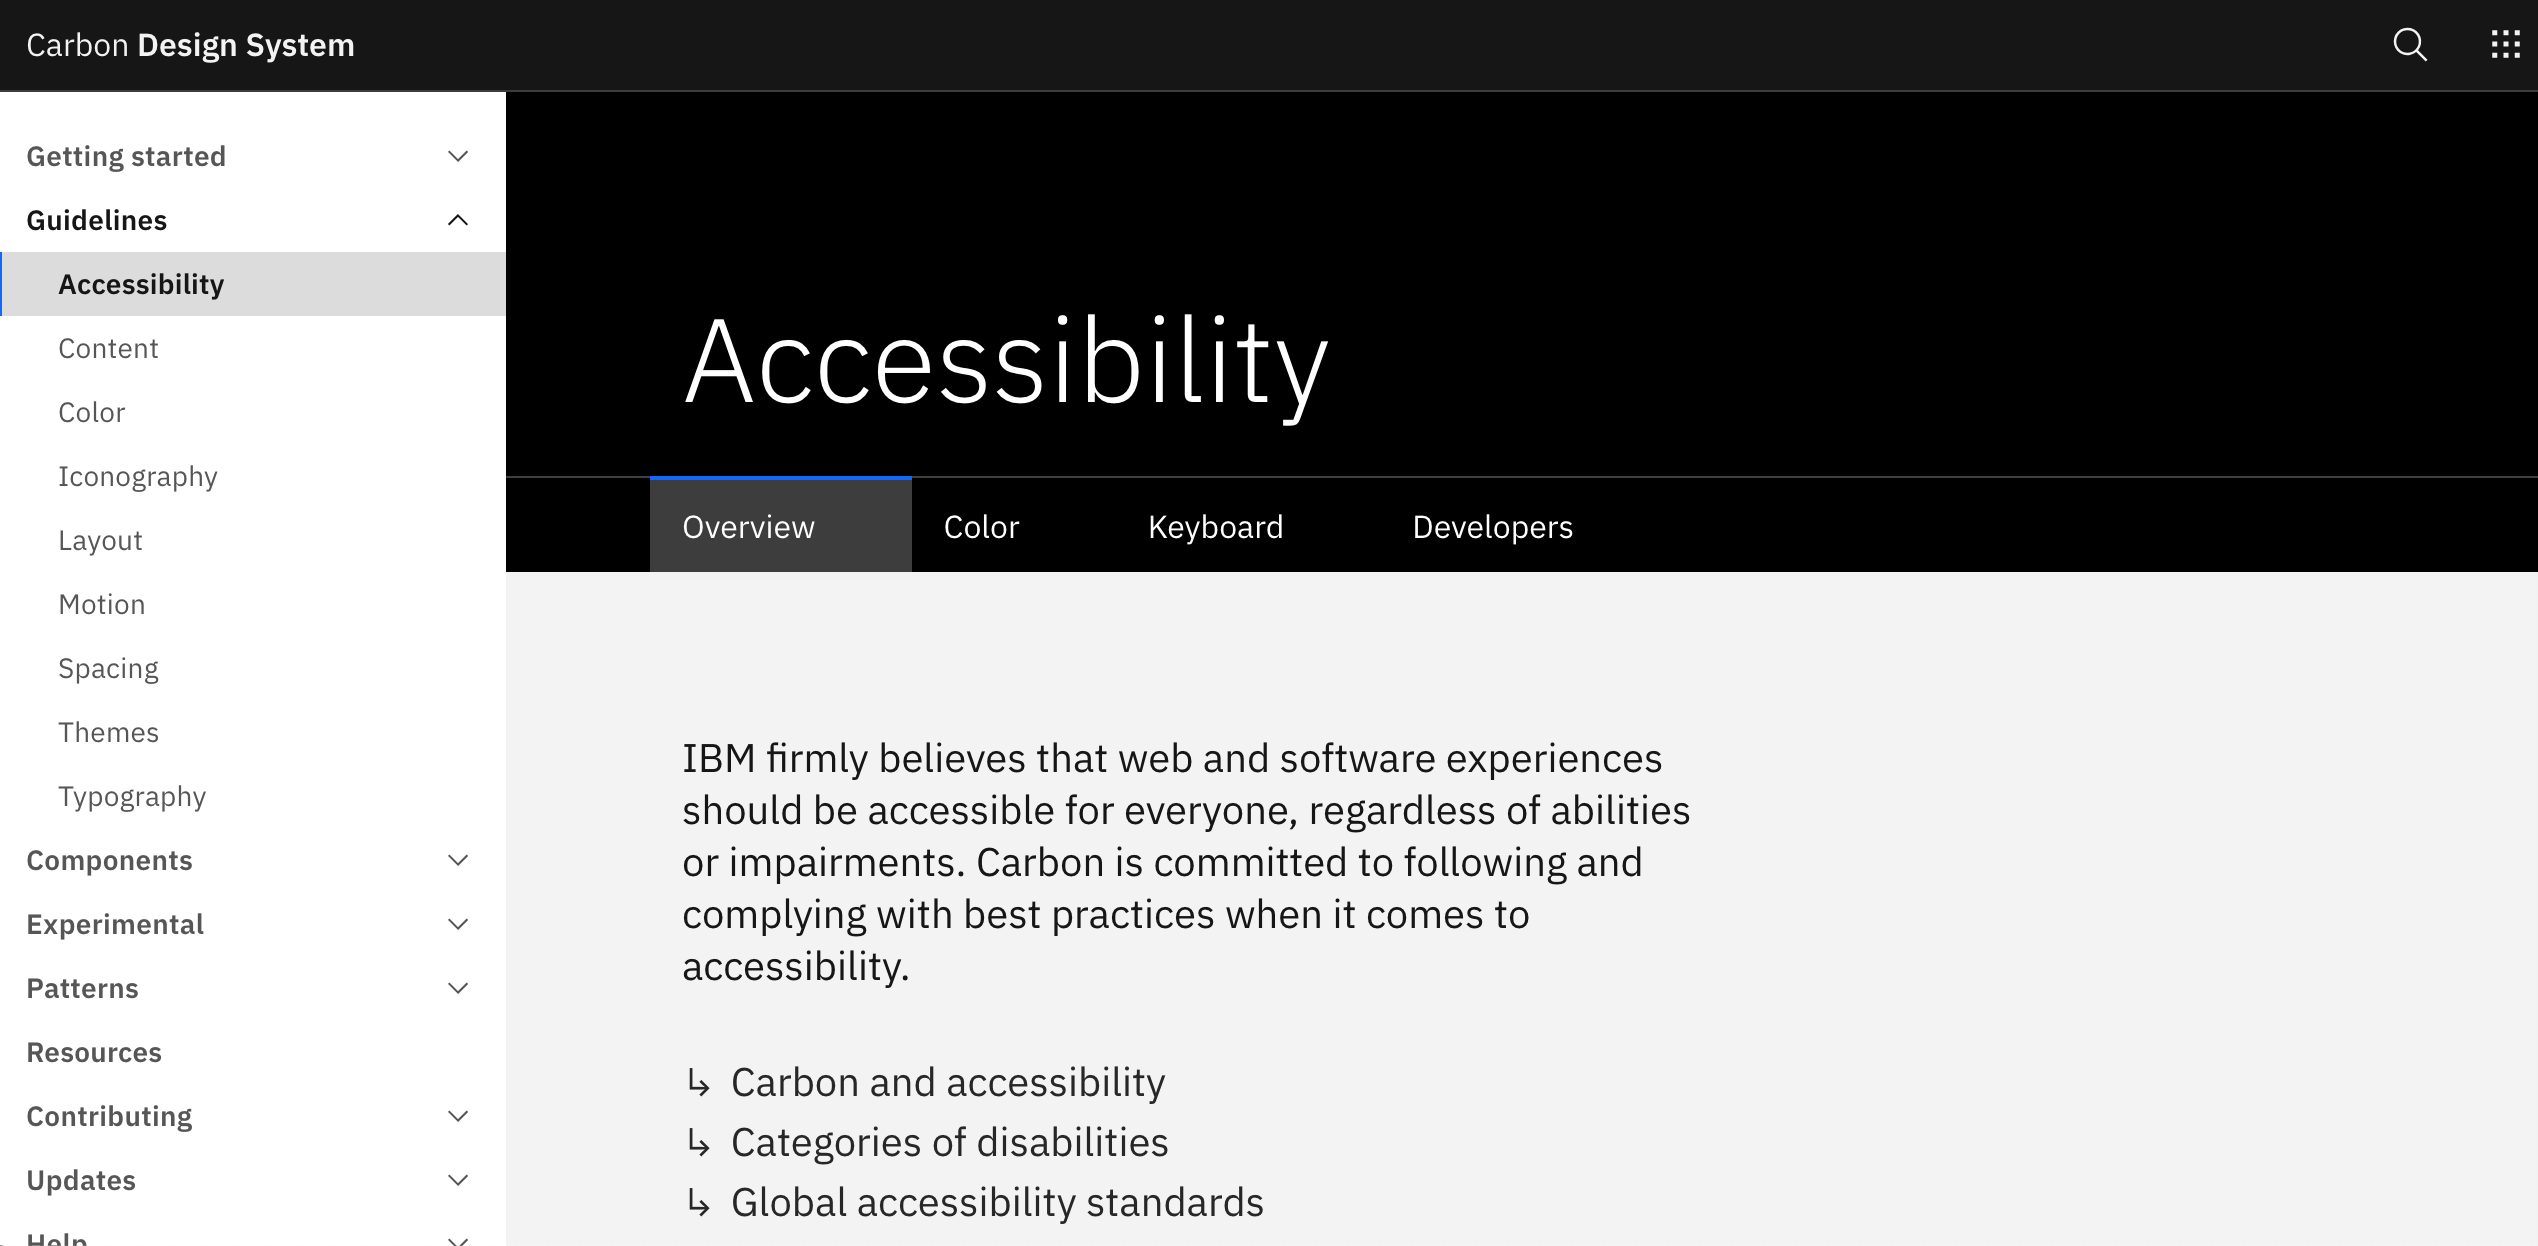 Carbon Design System
Getting started
Guidelines
Accessibility
Content
Color
Iconography
Layout
Motion
Spacing
Themes
Typography
Components
Experimental
Patterns
Resources
Contributing
Updates
Help
Accessibility
Overview
Color
Keyboard
Developers
IBM firmly believes that web and software experiences
should be accessible for everyone, regardless of abilities
or impairments. Carbon is committed to following and
complying with best practices when it comes to
accessibility.
↳ Carbon and accessibility
↳ Categories of disabilities
↳ Global accessibility standards